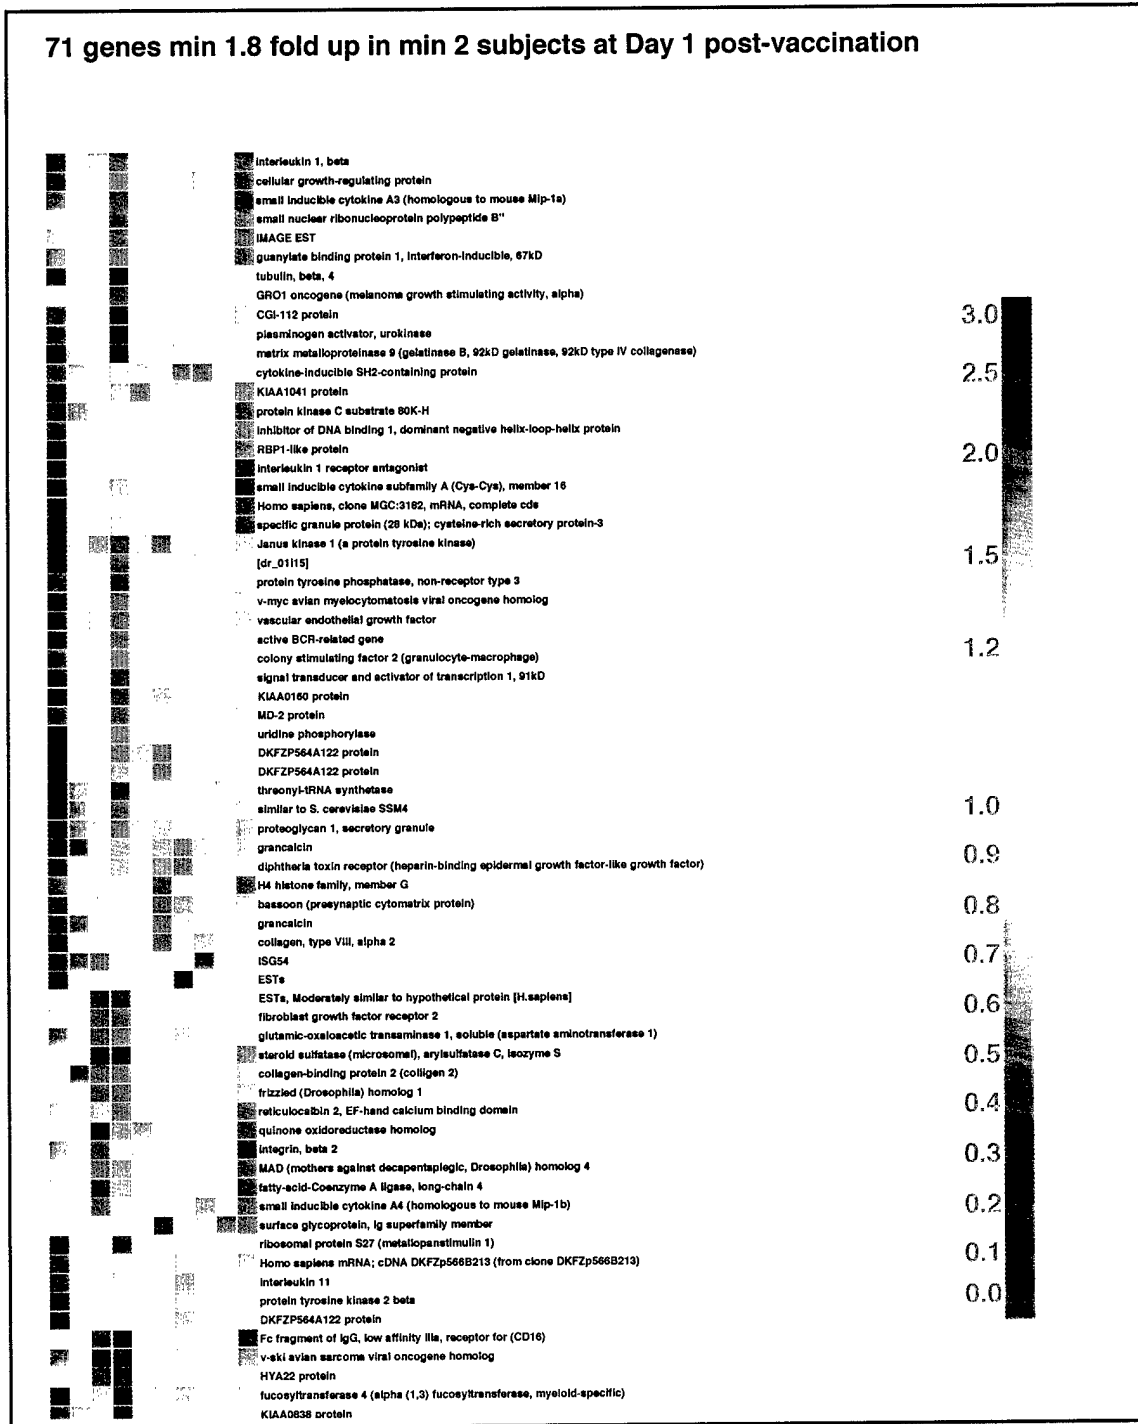 71 genes min 1.8 fold up in min 2 subjects at Day 1 post-vaccination
interleukin 1, beta
cellular growth-regulating protein
small inducible cytokine A3 (homologous to mouse Mip-1a)
small nuclear ribonucleoprotein polypeptide B"
IMAGE EST
guanylate binding protein 1, interferon-inducible, 67kD
tubulin, beta, 4
GRO1 oncogene (melanoma growth stimulating activity, alpha)
CGI-112 protein
plasminogen activator, urokinase
matrix metalloproteinase 9 (gelatinase B, 92kD gelatinase, 92kD type IV collagenase)
cytokine-inducible SH2-containing protein
KIAA1041 protein
protein kinase C substrate 80K-H
inhibitor of DNA binding 1, dominant negative helix-loop-helix protein
RBP1-like protein
interleukin 1 receptor antagonist
small inducible cytokine subfamily A (Cys-Cys), member 16
Homo sapiens, clone MGC:3182, mRNA, complete cds
specific granule protein (28 kDa); cysteine-rich secretory protein-3
Janus kinase 1 (a protein tyrosine kinase)
[dr_01i15]
protein tyrosine phosphatase, non-receptor type 3
v-myc avian myelocytomatosis viral oncogene homolog
vascular endothelial growth factor
active BCR-related gene
colony stimulating factor 2 (granulocyte-macrophage)
signal transducer and activator of transcription 1, 91kD
KIAA0160 protein
MD-2 protein
uridine phosphorylase
DKFZP564A122 protein
DKFZP564A122 protein
threonyl-tRNA synthetase
similar to S. cerevisiae SSM4
proteoglycan 1, secretory granule
grancalcin
diphtheria toxin receptor (heparin-binding epidermal growth factor-like growth factor)
H4 histone family, member G
bassoon (presynaptic cytomatrix protein)
grancalcin
collagen, type VIII, alpha 2
ISG54
ESTs
ESTs, Moderately similar to hypothetical protein [H.sapiens]
fibroblast growth factor receptor 2
glutamic-oxaloacetic transaminase 1, soluble (aspartate aminotransferase 1)
steroid sulfatase (microsomal), arylsulfatase C, isozyme S
collagen-binding protein 2 (colligen 2)
frizzled (Drosophila) homolog 1
reticulocalbin 2, EF-hand calcium binding domain
quinone oxidoreductase homolog
integrin, beta 2
MAD (mothers against decapentaplegic, Drosophila) homolog 4
fatty-acid-Coenzyme A ligase, long-chain 4
small inducible cytokine A4 (homologous to mouse Mip-1b)
surface glycoprotein, Ig superfamily member
ribosomal protein S27 (metallopanstimulin 1)
Homo sapiens mRNA; cDNA DKFZp566B213 (from clone DKFZp566B213)
interleukin 11
protein tyrosine kinase 2 beta
DKFZP564A122 protein
Fc fragment of IgG, low affinity IIIa, receptor for (CD16)
v-ski avian sarcoma viral oncogene homolog
HYA22 protein
fucosyltransferase 4 (alpha (1,3) fucosyltransferase, myeloid-specific)
KIAA0838 protein
3.0
2.5
2.0
1.5
1.2
1.0
0.9
0.8
0.7
0.6
0.5
0.4
0.3
0.2
0.1
0.0